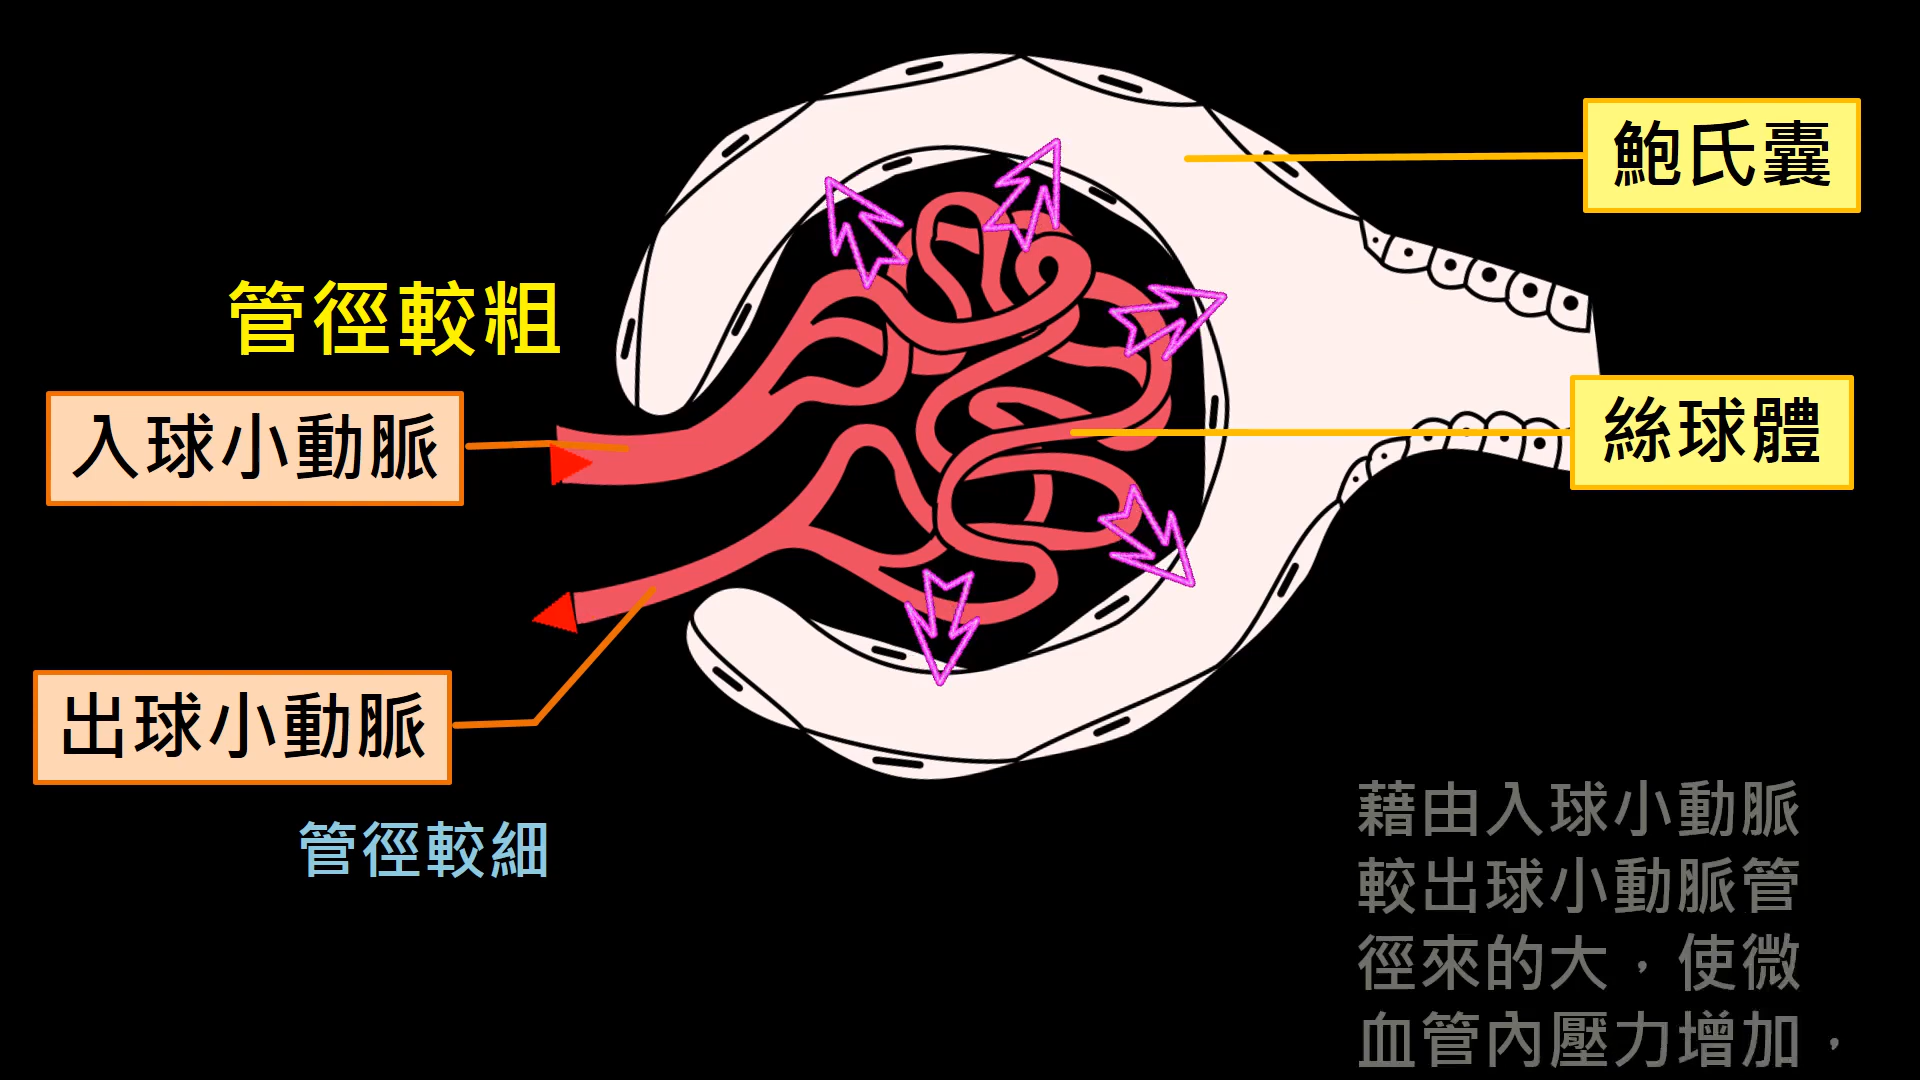 鮑氏囊
管徑較粗
入球小動脈
絲球體
出球小動脈
管徑較細
藉由入球小動脈
較出球小動脈管
徑來的大，使微
血管內壓力增加，